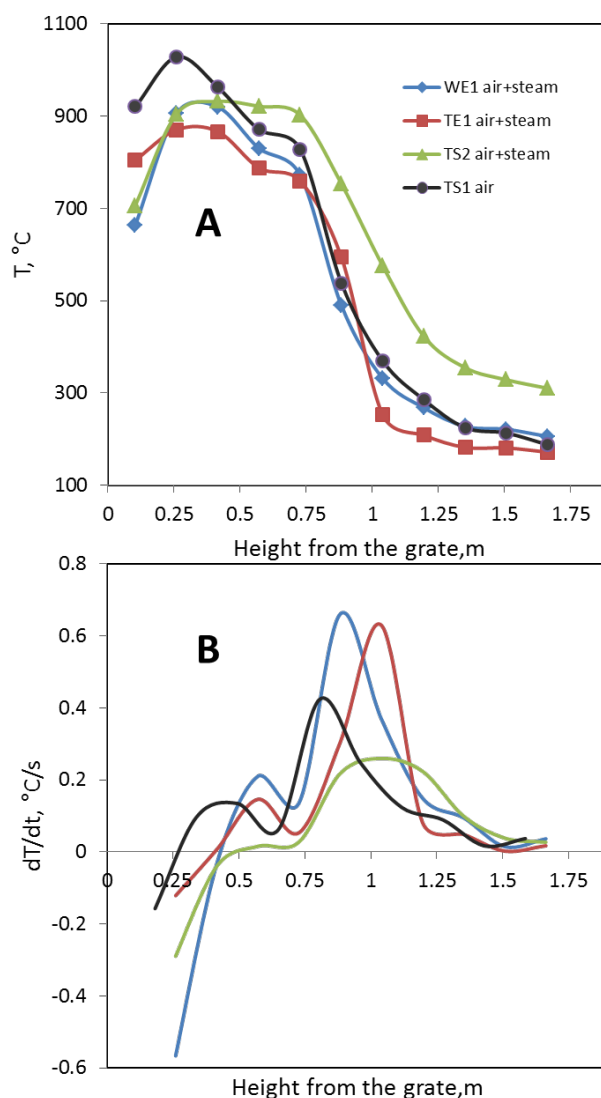 1100
900
700
500
300
100
T, °C
A
WE1 air+steam
TE1 air+steam
TS2 air+steam
TS1 air
0 0.25 0.5 0.75 1 1.25 1.5 1.75
Height from the grate,m
0.8
0.6
0.4
0.2
0
-0.2
-0.4
-0.6
dT/dt, °C/s
B
0 0.25 0.5 0.75 1 1.25 1.5 1.75
Height from the grate,m